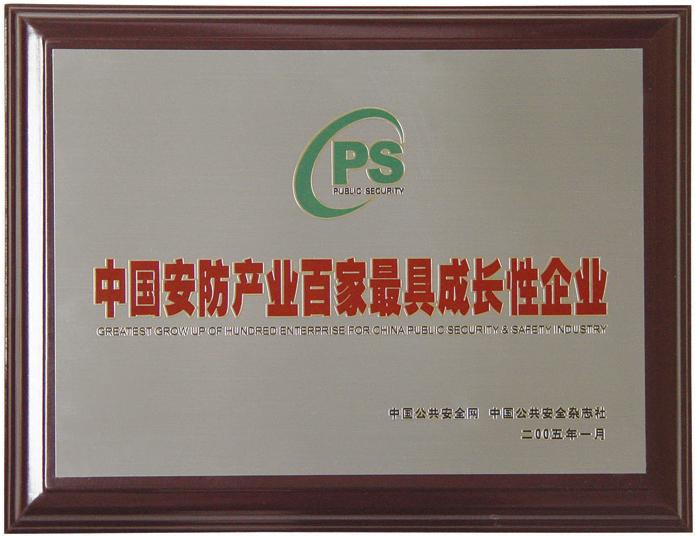 CPS
PUBLIC SECURITY
中国安防产业百家最具成长性企业
GREATEST GROW UP OF HUNDRED ENTERPRISE FOR CHINA PUBLIC SECURITY & SAFETY INDUSTRY
中国公共安全网 中国公共安全杂志社
二00五年一月